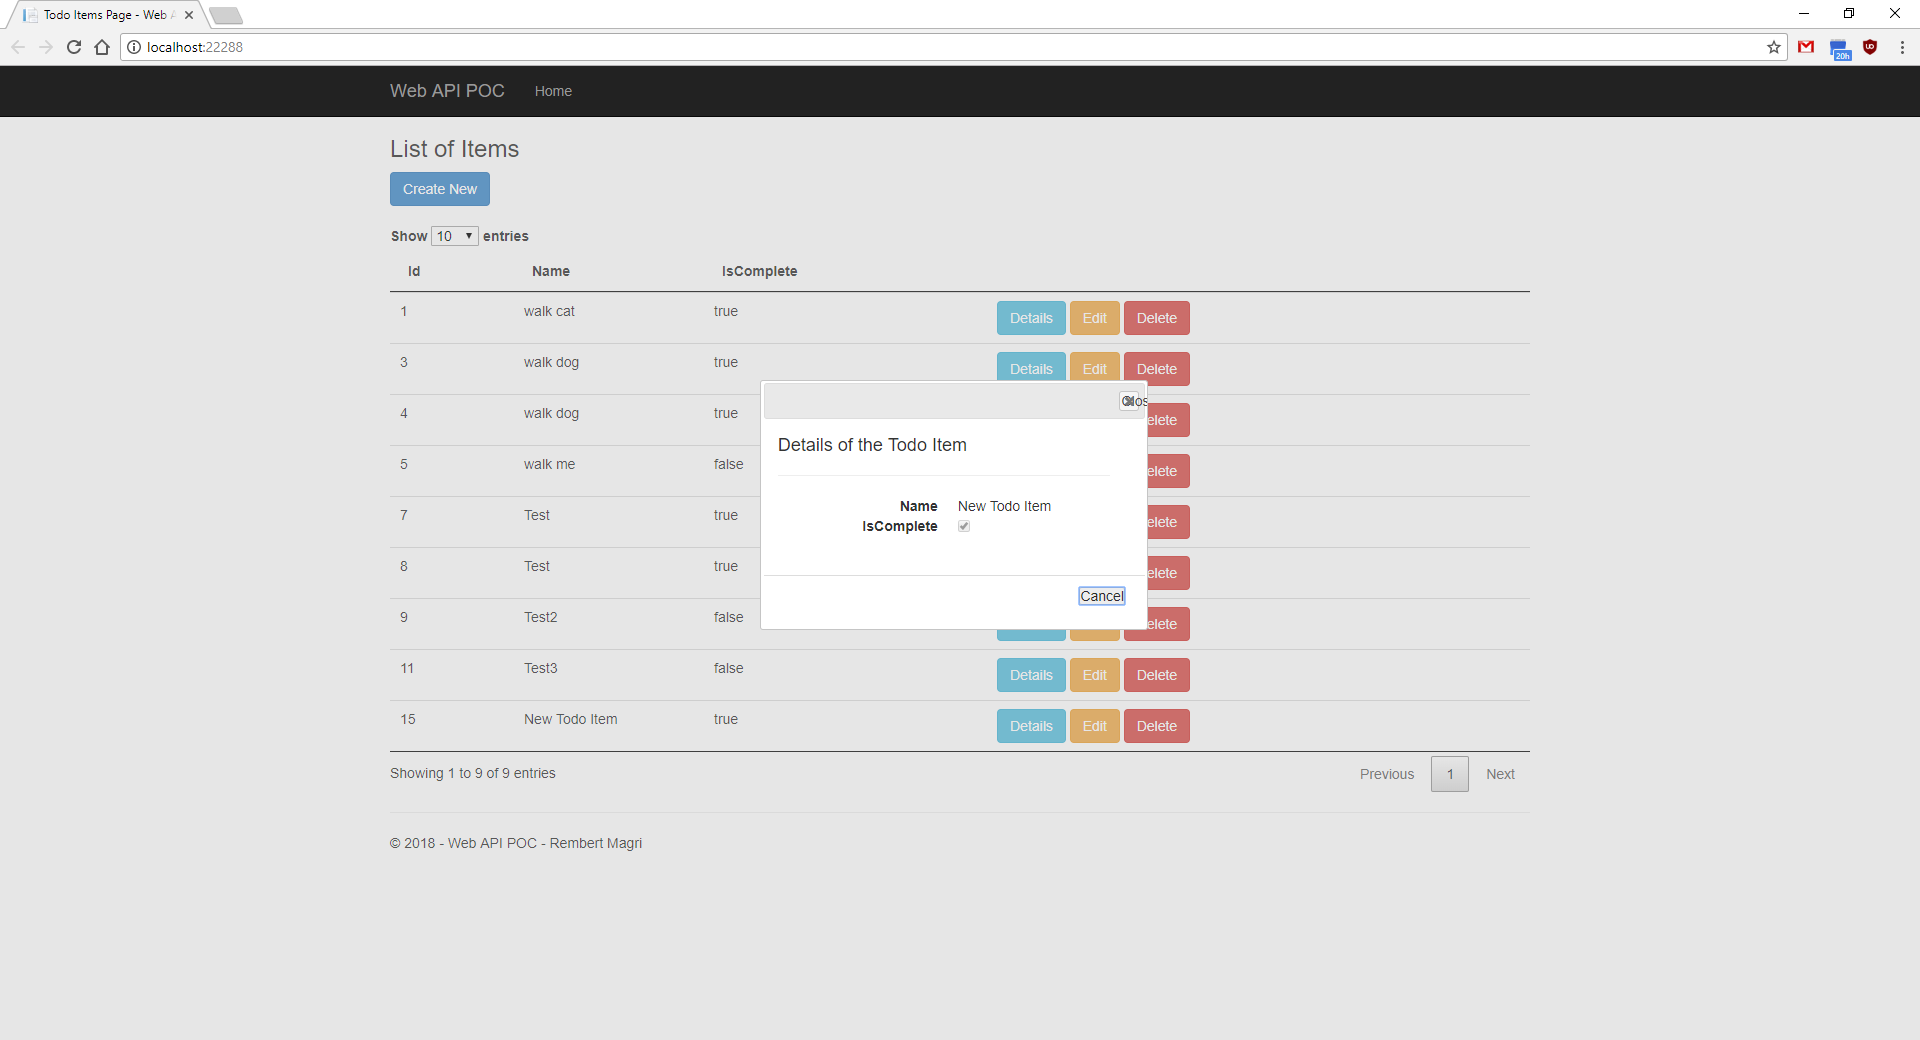 Todo Items Page - Web A
localhost:22288
20h
Web API POC Home
List of Items
Create New
Show 10 entries
Id Name IsComplete
1 walk cat true Details Edit Delete
3 walk dog true Details Edit Delete
4 walk dog true elete
5 walk me false elete
7 Test true elete
8 Test true elete
9 Test2 false elete
11 Test3 false Details Edit Delete
15 New Todo Item true Details Edit Delete
Showing 1 to 9 of 9 entries Previous 1 Next
© 2018 - Web API POC - Rembert Magri
Clos
Details of the Todo Item
Name New Todo Item
IsComplete
Cancel